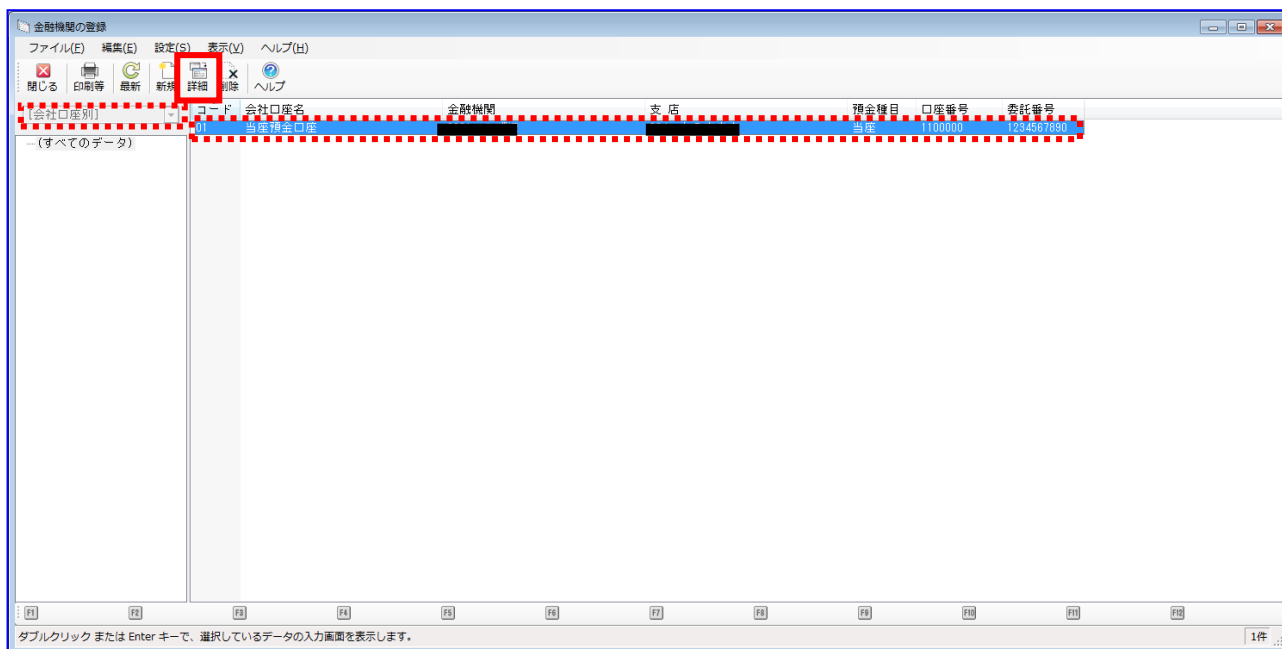 金融機関の登録
ファイル(F) 編集(E) 設定(S) 表示(V) ヘルプ(H)
閉じる 印刷等 最新 新規 詳細 削除 ヘルプ
[会社口座別]
コード 会社口座名 金融機関 支 店 預金種目 口座番号 委託番号
01 当座預金口座 当座 1100000 1234567890
(すべてのデータ)
F1 F2 F3 F4 F5 F6 F7 F8 F9 F10 F11 F12
ダブルクリック または Enter キーで、選択しているデータの入力画面を表示します。 1件